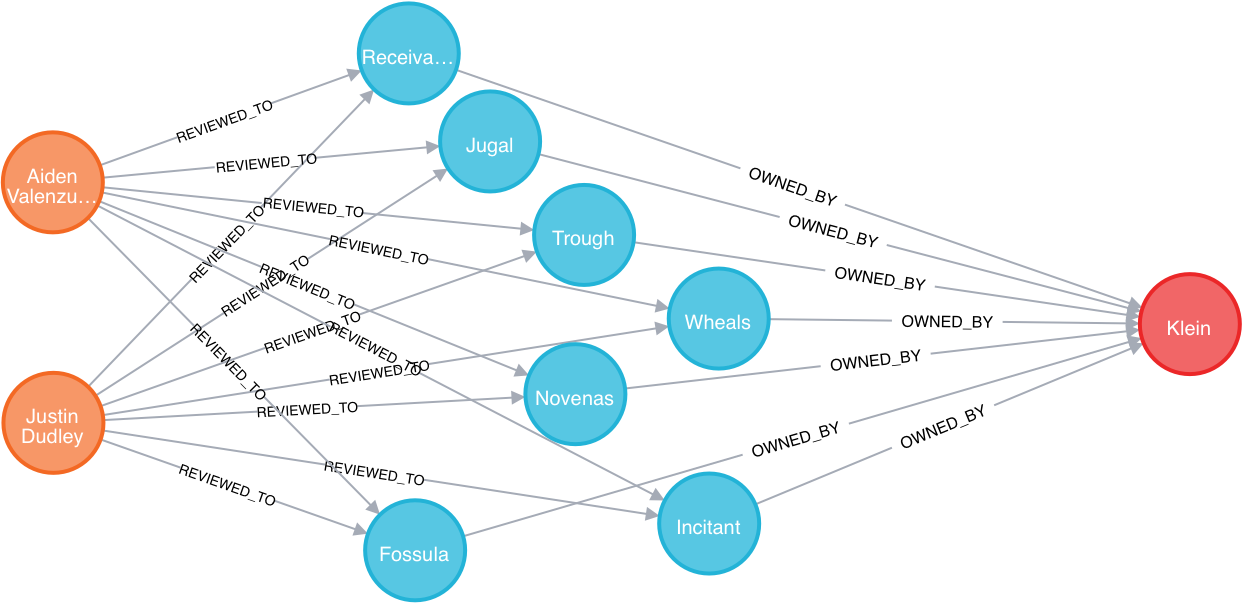 Receiva…
REVIEWED_TO
Jugal
REVIEWED_TO
Aiden
Valenzu…
OWNED_BY
REVIEWED_TO
Trough
OWNED_BY
REVIEWED_TO
REVIEWED_TO
OWNED_BY
REVIEWED_TO
REVIEWED_TO
Wheals
OWNED_BY
Klein
REVIEWED_TO
REVIEWED_TO
REVIEWED_TO
OWNED_BY
REVIEWED_TO
Novenas
REVIEWED_TO
Justin
Dudley
OWNED_BY
OWNED_BY
REVIEWED_TO
REVIEWED_TO
Incitant
Fossula